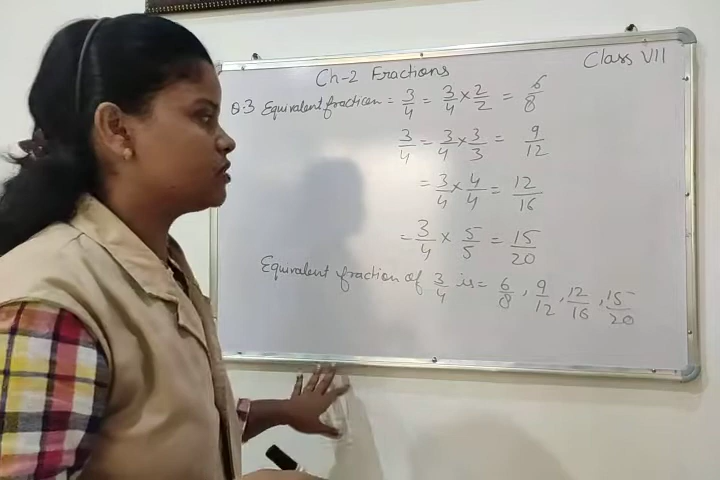 Class VII
Ch-2 Fractions
Q.3 Equivalent fraction = 3/4 = 3/4 × 2/2 = 6/8
3/4 = 3/4 × 3/3 = 9/12
= 3/4 × 4/4 = 12/16
= 3/4 × 5/5 = 15/20
Equivalent fraction of 3/4 is = 6/8, 9/12, 12/16, 15/20